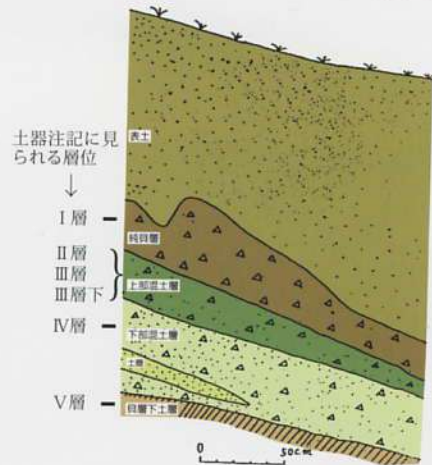 土器注記に見
られる層位
↓
Ⅰ層
Ⅱ層
Ⅲ層
Ⅲ層下
Ⅳ層
Ⅴ層
表土
純貝層
上部混土層
下部混土層
土層
貝層下土層
0 50cm